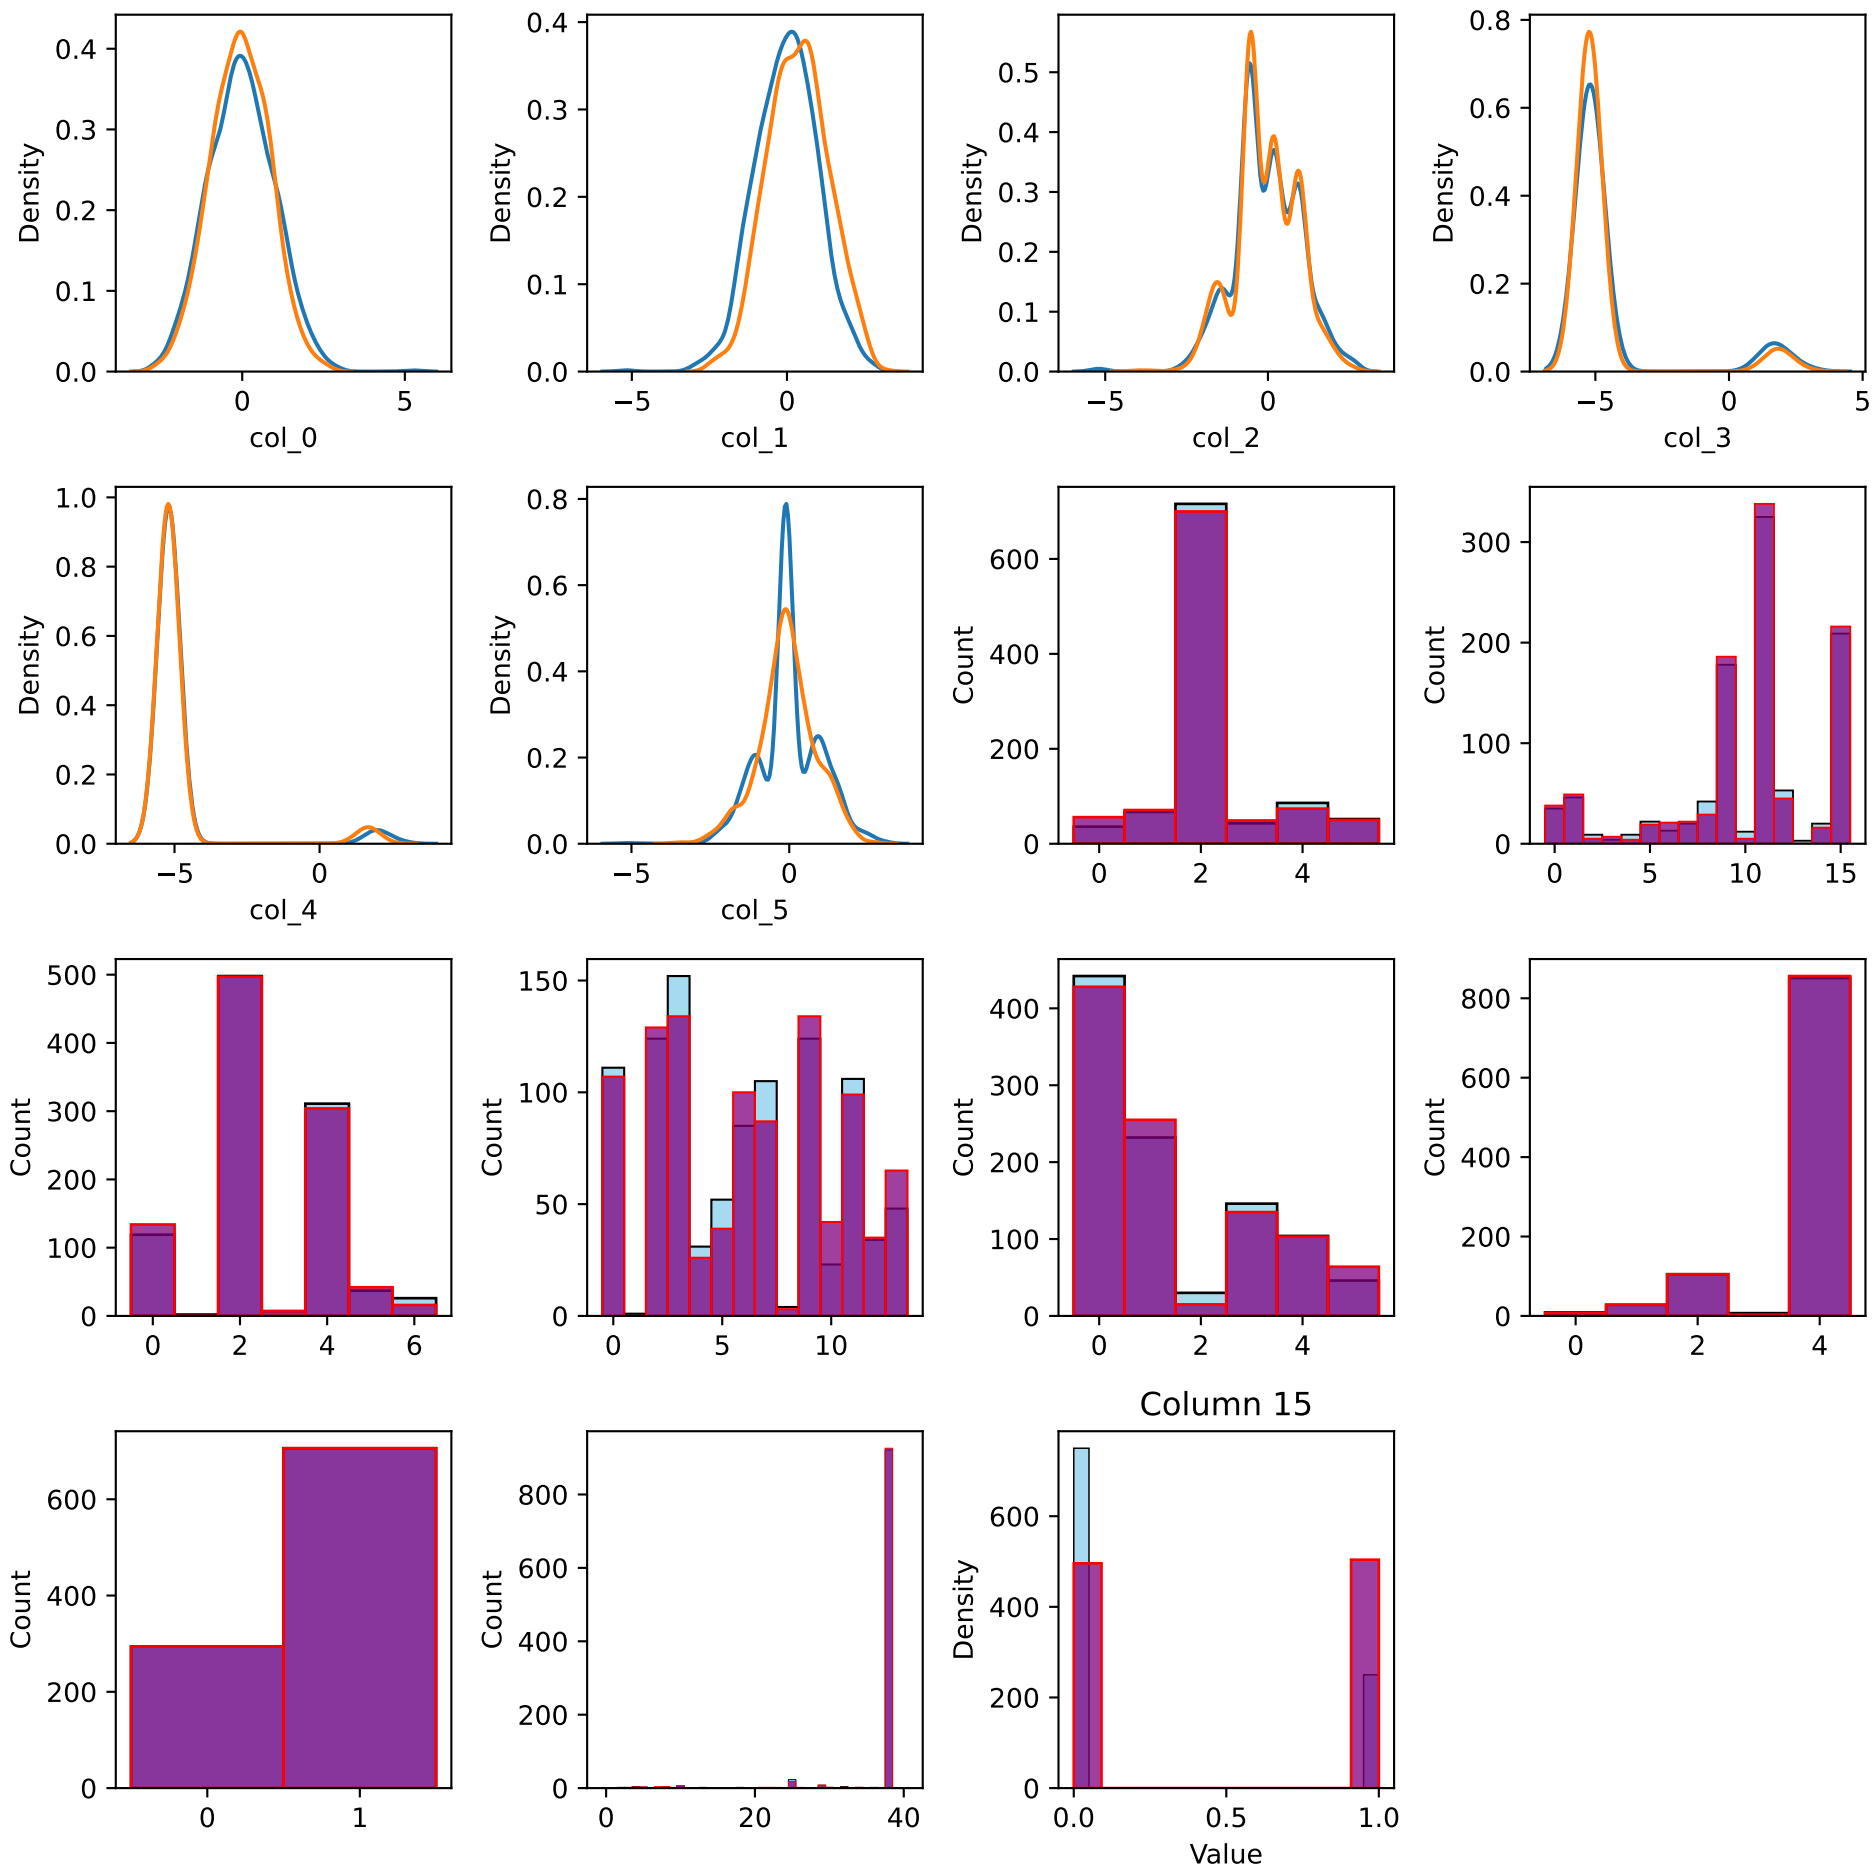 0.4 0.3 0.2 0.1 0.0
Density
0 5
col_0
0.4 0.3 0.2 0.1 0.0
Density
−5 0
col_1
0.5 0.4 0.3 0.2 0.1 0.0
Density
−5 0
col_2
0.8 0.6 0.4 0.2 0.0
Density
−5 0 5
col_3
1.0 0.8 0.6 0.4 0.2 0.0
Density
−5 0
col_4
0.8 0.6 0.4 0.2 0.0
Density
−5 0
col_5
600 400 200 0
Count
0 2 4
300 200 100 0
Count
0 5 10 15
500 400 300 200 100 0
Count
0 2 4 6
150 100 50 0
Count
0 5 10
400 300 200 100 0
Count
0 2 4
800 600 400 200 0
Count
0 2 4
600 400 200 0
Count
0 1
800 600 400 200 0
Count
0 20 40
Column 15
600 400 200 0
Density
0.0 0.5 1.0
Value